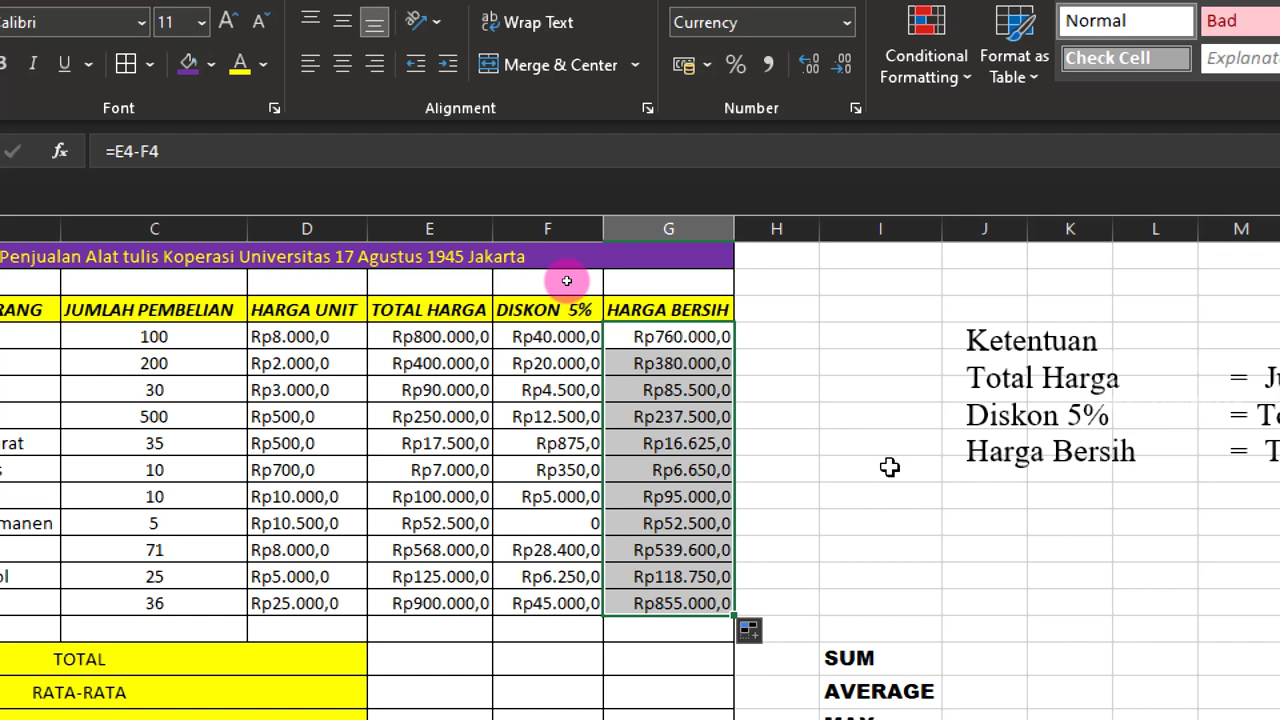 11
Wrap Text
Currency
Conditional
Formatting
Format as
Table
Normal
Bad
Check Cell
I
U
A
Merge & Center
%
Font
Alignment
Number
fx
=E4-F4
C D E F G H I J K L M
Penjualan Alat tulis Koperasi Universitas 17 Agustus 1945 Jakarta
JUMLAH PEMBELIAN HARGA UNIT TOTAL HARGA DISKON 5% HARGA BERSIH
100 Rp8.000,0 Rp800.000,0 Rp40.000,0 Rp760.000,0
200 Rp2.000,0 Rp400.000,0 Rp20.000,0 Rp380.000,0
30 Rp3.000,0 Rp90.000,0 Rp4.500,0 Rp85.500,0
500 Rp500,0 Rp250.000,0 Rp12.500,0 Rp237.500,0
35 Rp500,0 Rp17.500,0 Rp875,0 Rp16.625,0
10 Rp700,0 Rp7.000,0 Rp350,0 Rp6.650,0
10 Rp10.000,0 Rp100.000,0 Rp5.000,0 Rp95.000,0
5 Rp10.500,0 Rp52.500,0 0 Rp52.500,0
71 Rp8.000,0 Rp568.000,0 Rp28.400,0 Rp539.600,0
25 Rp5.000,0 Rp125.000,0 Rp6.250,0 Rp118.750,0
36 Rp25.000,0 Rp900.000,0 Rp45.000,0 Rp855.000,0
TOTAL
RATA-RATA
Ketentuan
Total Harga =
Diskon 5% =
Harga Bersih =
SUM
AVERAGE